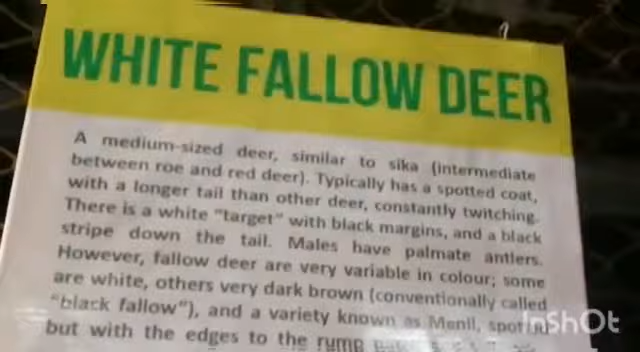 WHITE FALLOW DEER
A medium-sized deer, similar to sika (intermediate
between roe and red deer). Typically has a spotted coat,
with a longer tail than other deer, constantly twitching.
There is a white "target" with black margins, and a black
stripe down the tail. Males have palmate antlers.
However, fallow deer are very variable in colour; some
are white, others very dark brown (conventionally called
"black fallow"), and a variety known as Menil,
but with the edges to the rump
InShOt